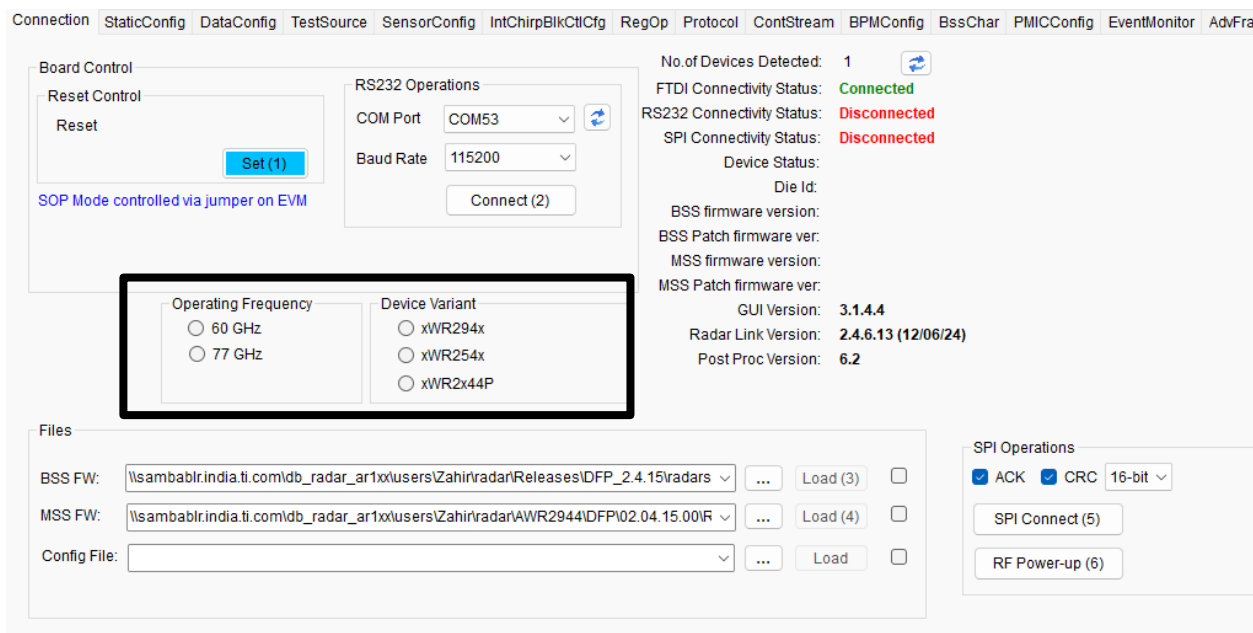 Connection StaticConfig DataConfig TestSource SensorConfig IntChirpBlkCtlCfg RegOp Protocol ContStream BPMConfig BssChar PMICConfig EventMonitor AdvFra
Board Control
Reset Control
Reset
Set (1)
SOP Mode controlled via jumper on EVM
RS232 Operations
COM Port COM53
Baud Rate 115200
Connect (2)
No.of Devices Detected: 1
FTDI Connectivity Status: Connected
RS232 Connectivity Status: Disconnected
SPI Connectivity Status: Disconnected
Device Status:
Die Id:
BSS firmware version:
BSS Patch firmware ver:
MSS firmware version:
MSS Patch firmware ver:
GUI Version: 3.1.4.4
Radar Link Version: 2.4.6.13 (12/06/24)
Post Proc Version: 6.2
Operating Frequency
60 GHz
77 GHz
Device Variant
xWR294x
xWR254x
xWR2x44P
Files
BSS FW: \\sambablr.india.ti.com\db_radar_ar1xx\users\Zahir\radar\Releases\DFP_2.4.15\radars ... Load (3)
MSS FW: \\sambablr.india.ti.com\db_radar_ar1xx\users\Zahir\radar\AWR2944\DFP\02.04.15.00\R ... Load (4)
Config File: ... Load
SPI Operations
ACK CRC 16-bit
SPI Connect (5)
RF Power-up (6)